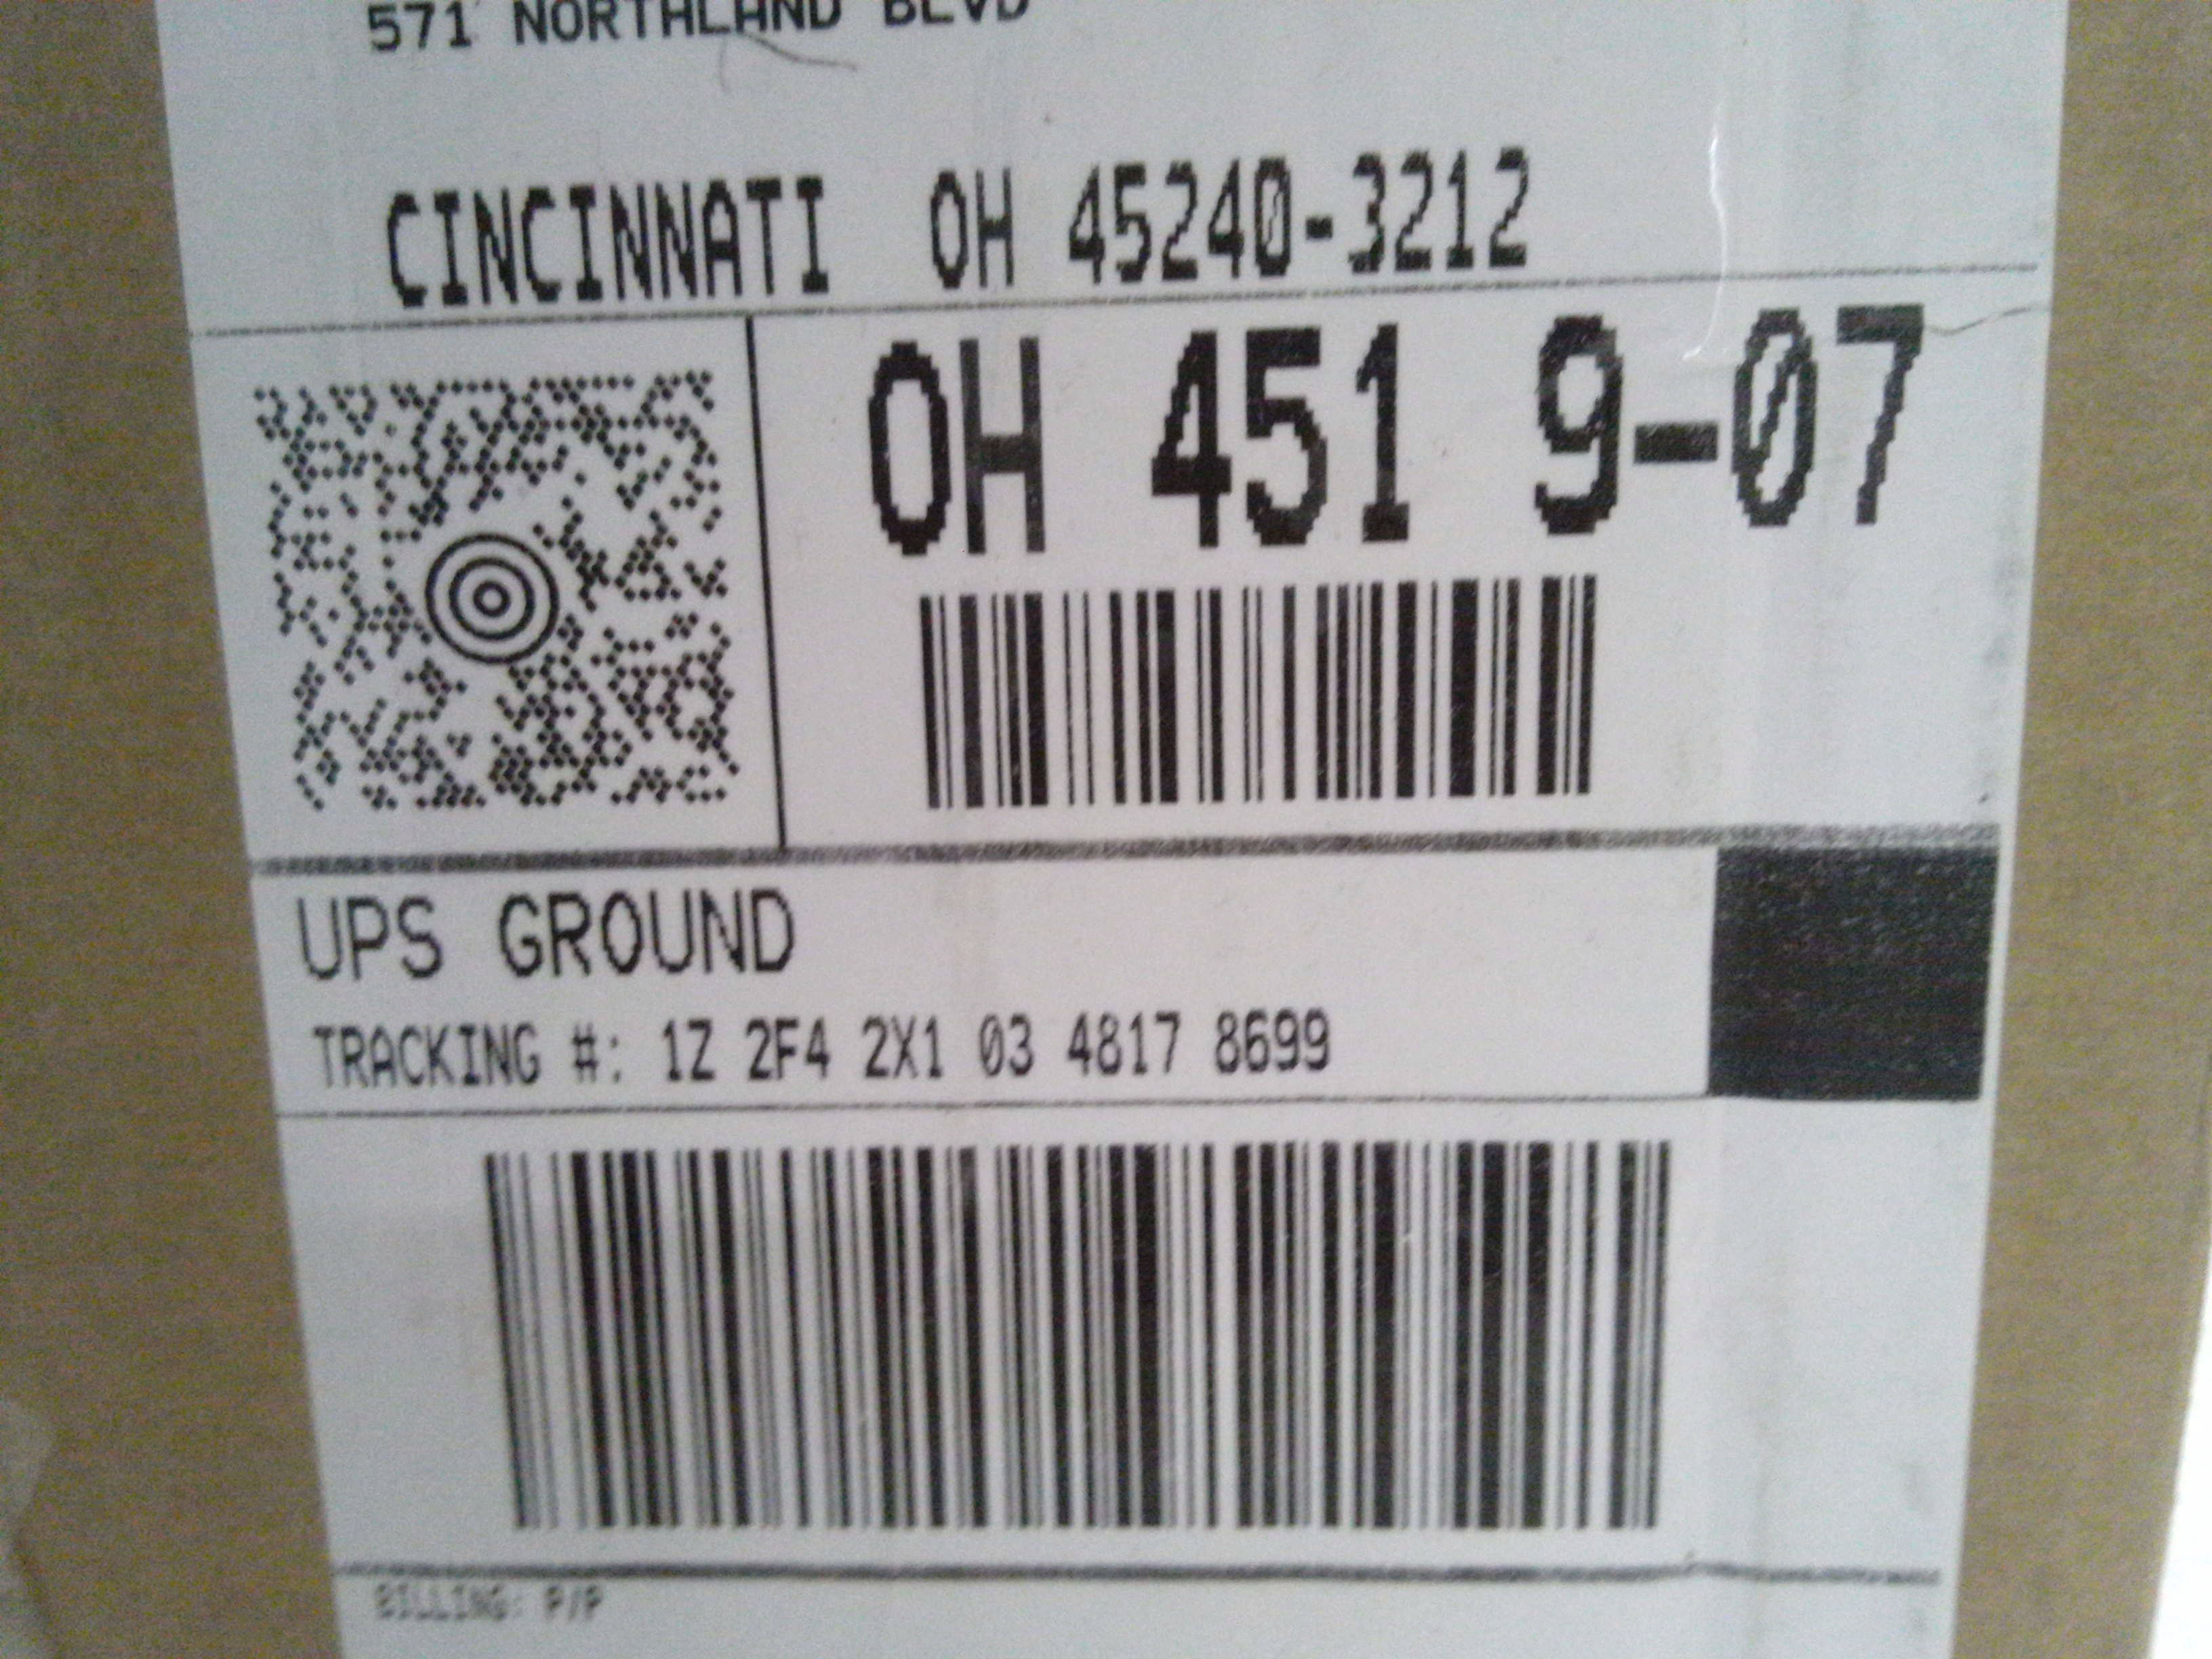 571 NORTHLAND BLVD
CINCINNATI OH 45240-3212
OH 451 9-07
UPS GROUND
TRACKING #: 1Z 2F4 2X1 03 4817 8699
BILLING: P/P